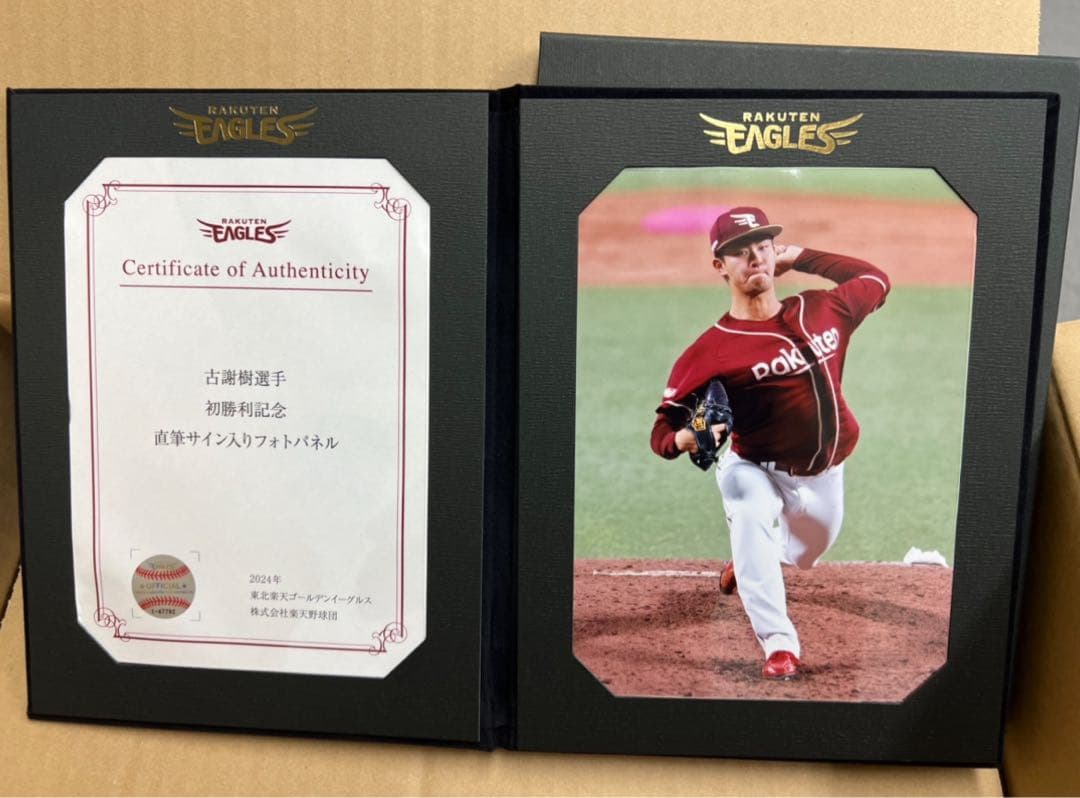 RAKUTEN
EAGLES
RAKUTEN
EAGLES
Certificate of Authenticity
古謝樹選手
初勝利記念
直筆サイン入りフォトパネル
OFFICIAL
2024年
東北楽天ゴールデンイーグルス
株式会社楽天野球団
RAKUTEN
EAGLES
Rakuten